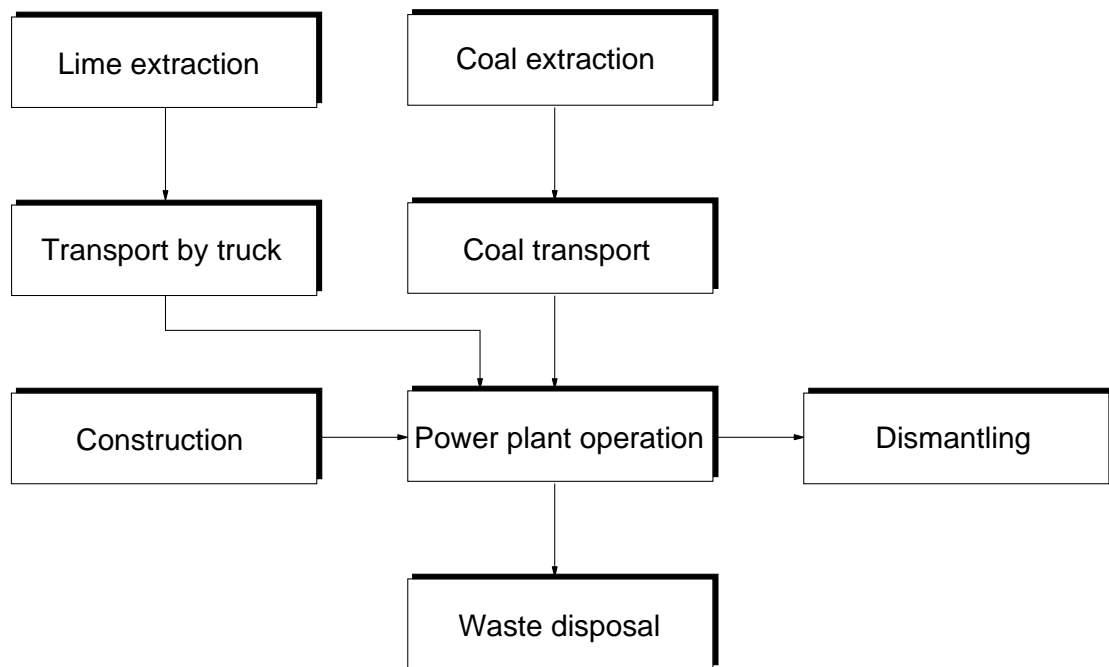 Lime extraction
Coal extraction
Transport by truck
Coal transport
Construction
Power plant operation
Dismantling
Waste disposal